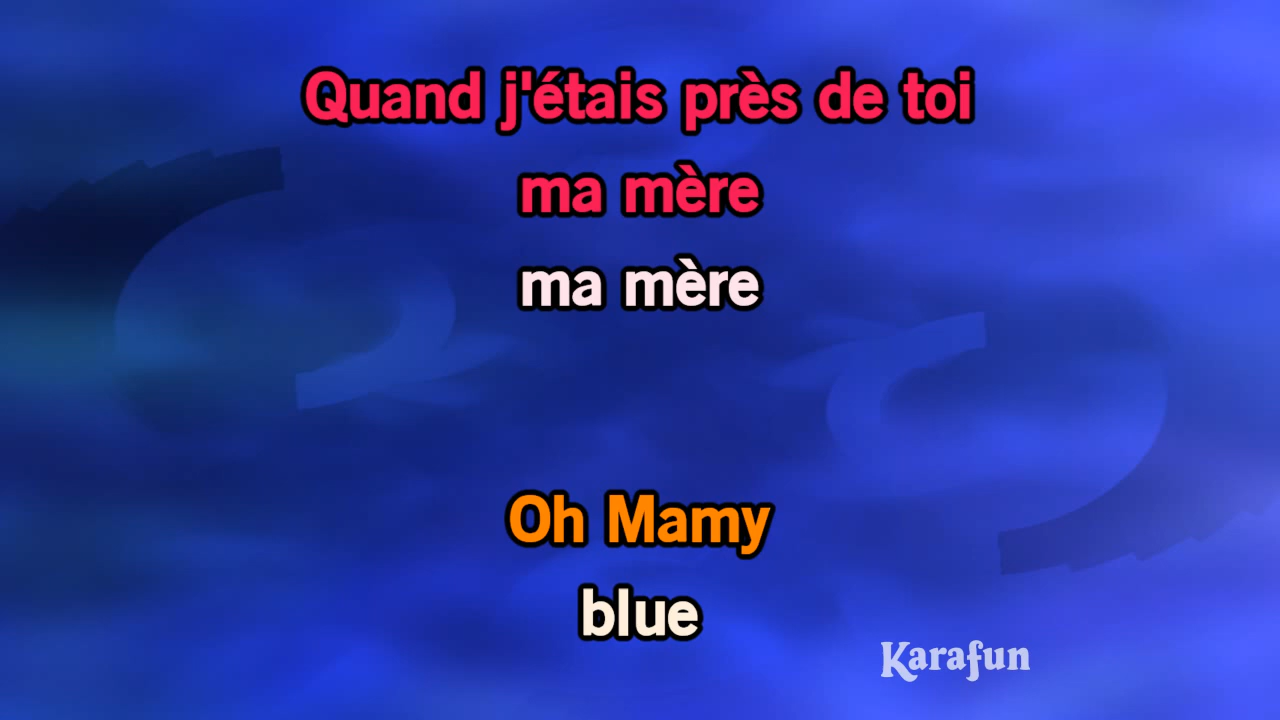 Quand j'étais près de toi
ma mère
ma mère
Oh Mamy
blue
Karafun